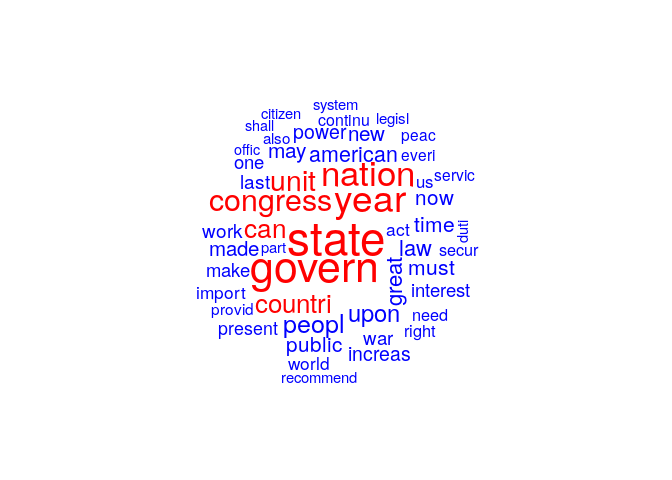 system
citizen
continu
legisl
shall
power
new
also
peac
offic
may
american
everi
one
last
unit
nation
us
servic
congress
year
now
work
can
state
act
time
duti
made
part
law
secur
make
govern
great
must
import
countri
interest
provid
present
peopl
upon
need
right
public
war
increas
world
recommend